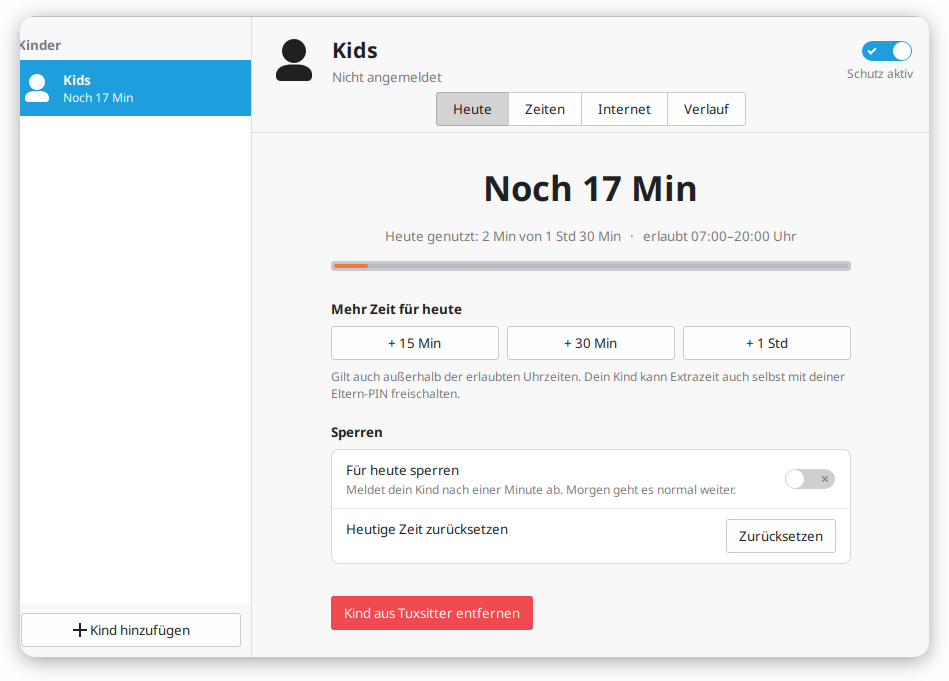 Kinder
Kids
Noch 17 Min
Kind hinzufügen
Kids
Nicht angemeldet
Schutz aktiv
Heute
Zeiten
Internet
Verlauf
Noch 17 Min
Heute genutzt: 2 Min von 1 Std 30 Min · erlaubt 07:00–20:00 Uhr
Mehr Zeit für heute
+ 15 Min
+ 30 Min
+ 1 Std
Gilt auch außerhalb der erlaubten Uhrzeiten. Dein Kind kann Extrazeit auch selbst mit deiner
Eltern-PIN freischalten.
Sperren
Für heute sperren
Meldet dein Kind nach einer Minute ab. Morgen geht es normal weiter.
Heutige Zeit zurücksetzen
Zurücksetzen
Kind aus Tuxsitter entfernen